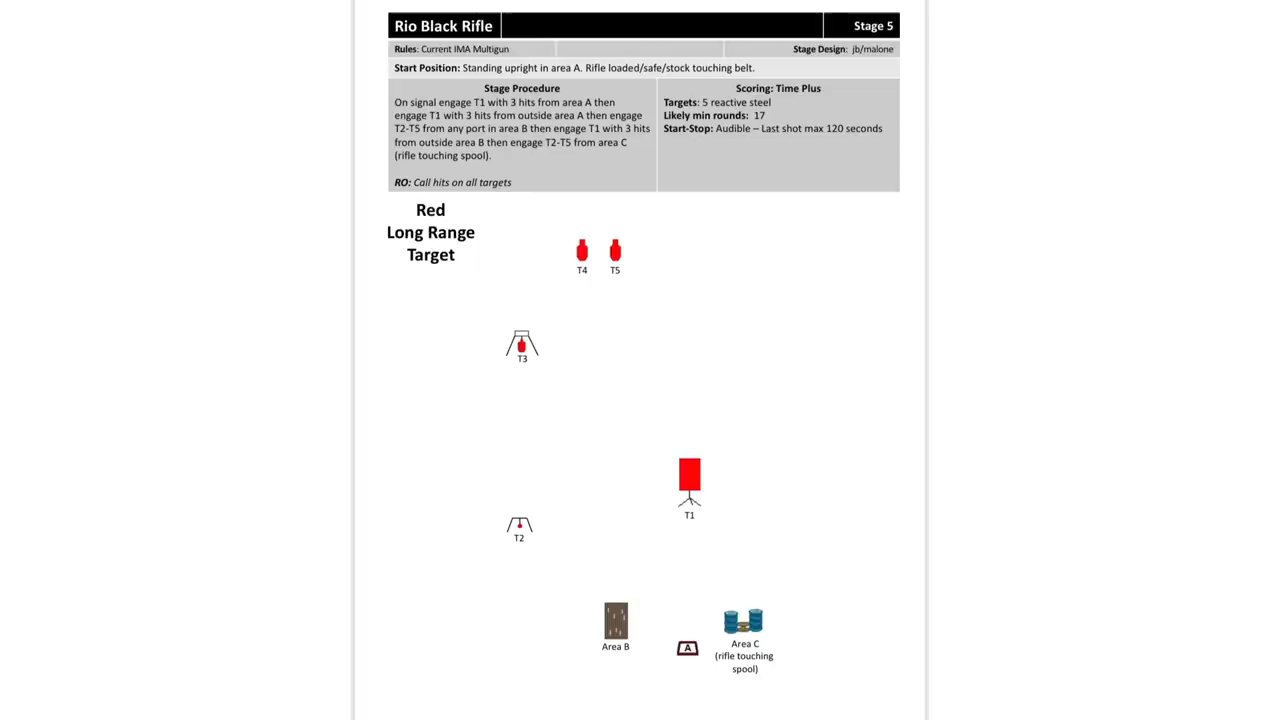 Rio Black Rifle
Stage 5
Rules: Current IMA Multigun
Stage Design: jb/malone
Start Position: Standing upright in area A. Rifle loaded/safe/stock touching belt.
Stage Procedure
On signal engage T1 with 3 hits from area A then
engage T1 with 3 hits from outside area A then engage
T2-T5 from any port in area B then engage T1 with 3 hits
from outside area B then engage T2-T5 from area C
(rifle touching spool).
RO: Call hits on all targets
Scoring: Time Plus
Targets: 5 reactive steel
Likely min rounds: 17
Start-Stop: Audible – Last shot max 120 seconds
Red
Long Range
Target
T4
T5
T3
T1
T2
Area B
A
Area C
(rifle touching
spool)